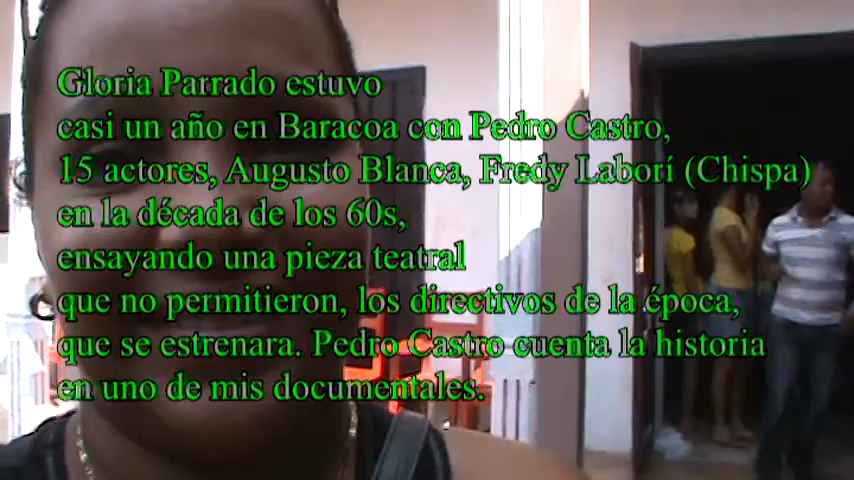 Gloria Parrado estuvo
casi un año en Baracoa con Pedro Castro,
15 actores, Augusto Blanca, Fredy Laborí (Chispa)
en la década de los 60s,
ensayando una pieza teatral
que no permitieron, los directivos de la época,
que se estrenara. Pedro Castro cuenta la historia
en uno de mis documentales.